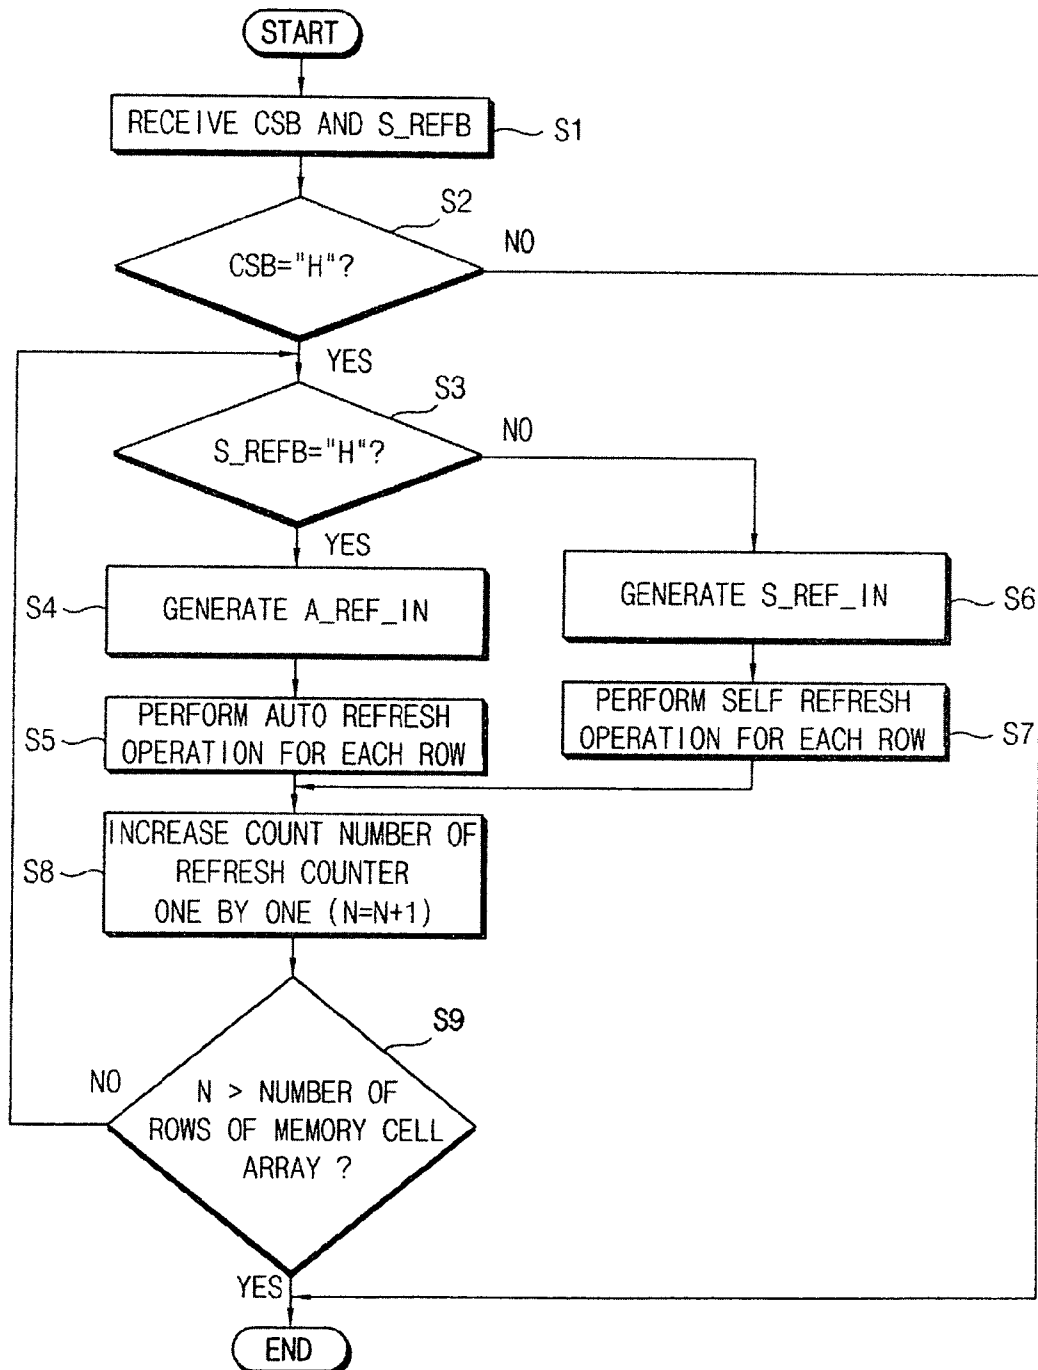 START
RECEIVE CSB AND S_REFB
S1
S2
CSB="H"?
NO
YES
S3
S_REFB="H"?
NO
YES
S4
GENERATE A_REF_IN
GENERATE S_REF_IN
S6
S5
PERFORM AUTO REFRESH
OPERATION FOR EACH ROW
PERFORM SELF REFRESH
OPERATION FOR EACH ROW
S7
S8
INCREASE COUNT NUMBER OF
REFRESH COUNTER
ONE BY ONE (N=N+1)
S9
NO
N > NUMBER OF
ROWS OF MEMORY CELL
ARRAY ?
YES
END